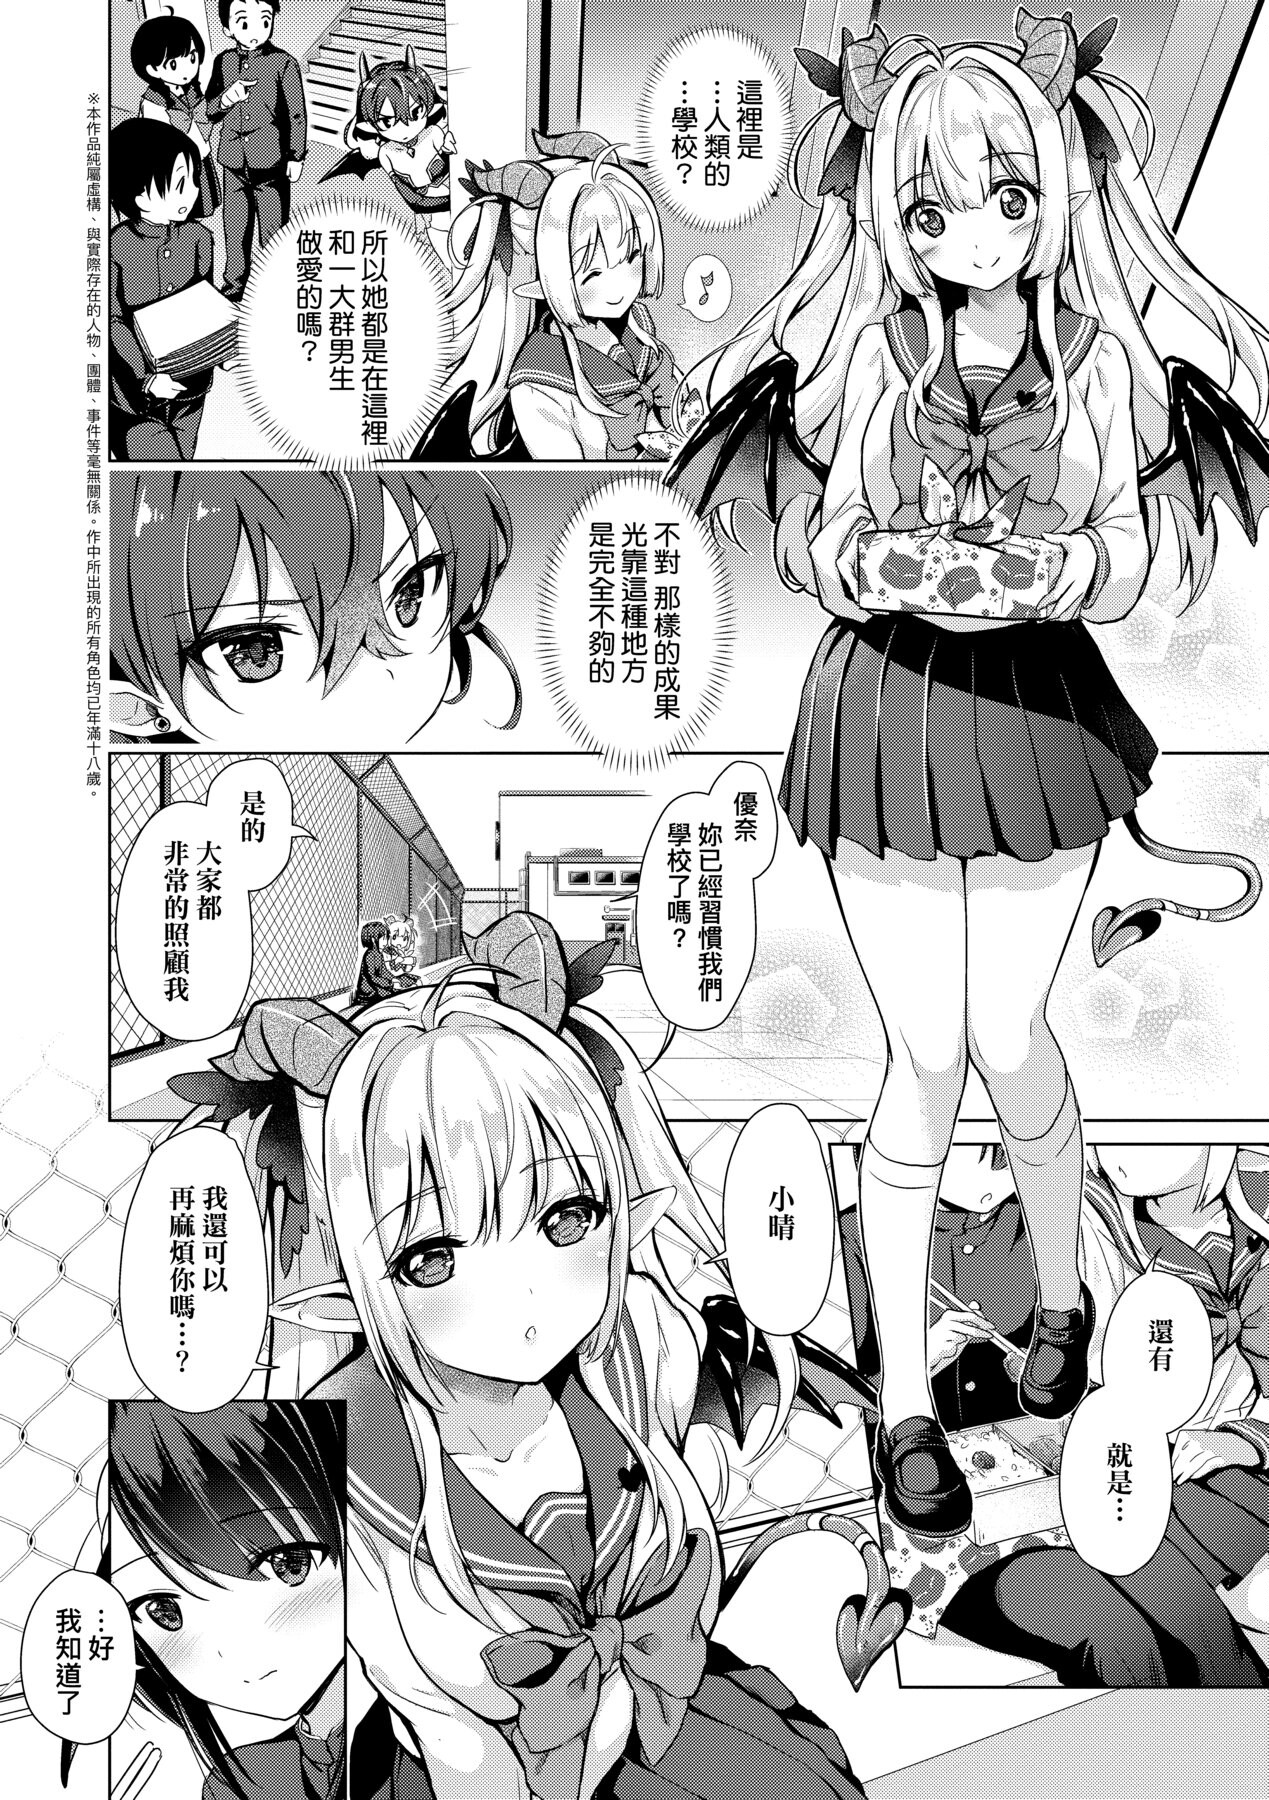 這裡是
…人類的
…學校？
所以她都是在這裡
和一大群男生
做愛的嗎？
不對 那樣的成果
光靠這種地方
是完全不夠的
優奈
妳已經習慣我們
學校了嗎？
是的
大家都
非常的照顧我
還有
就是…
小晴
我還可以
再麻煩你嗎…？
…好
我知道了
※本作品純屬虛構、與實際存在的人物、團體、事件等毫無關係。作中所出現的所有角色均已年滿十八歲。